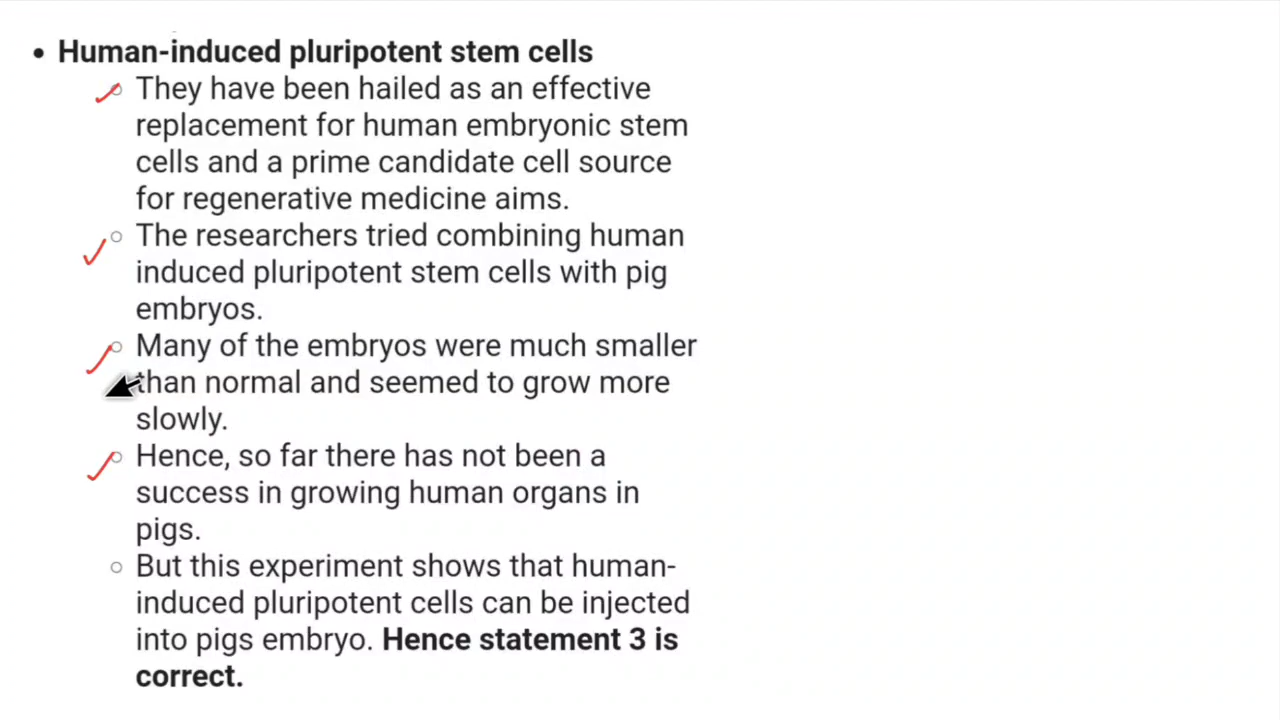 Human-induced pluripotent stem cells
They have been hailed as an effective
replacement for human embryonic stem
cells and a prime candidate cell source
for regenerative medicine aims.
The researchers tried combining human
induced pluripotent stem cells with pig
embryos.
Many of the embryos were much smaller
than normal and seemed to grow more
slowly.
Hence, so far there has not been a
success in growing human organs in
pigs.
But this experiment shows that human-
induced pluripotent cells can be injected
into pigs embryo. Hence statement 3 is
correct.